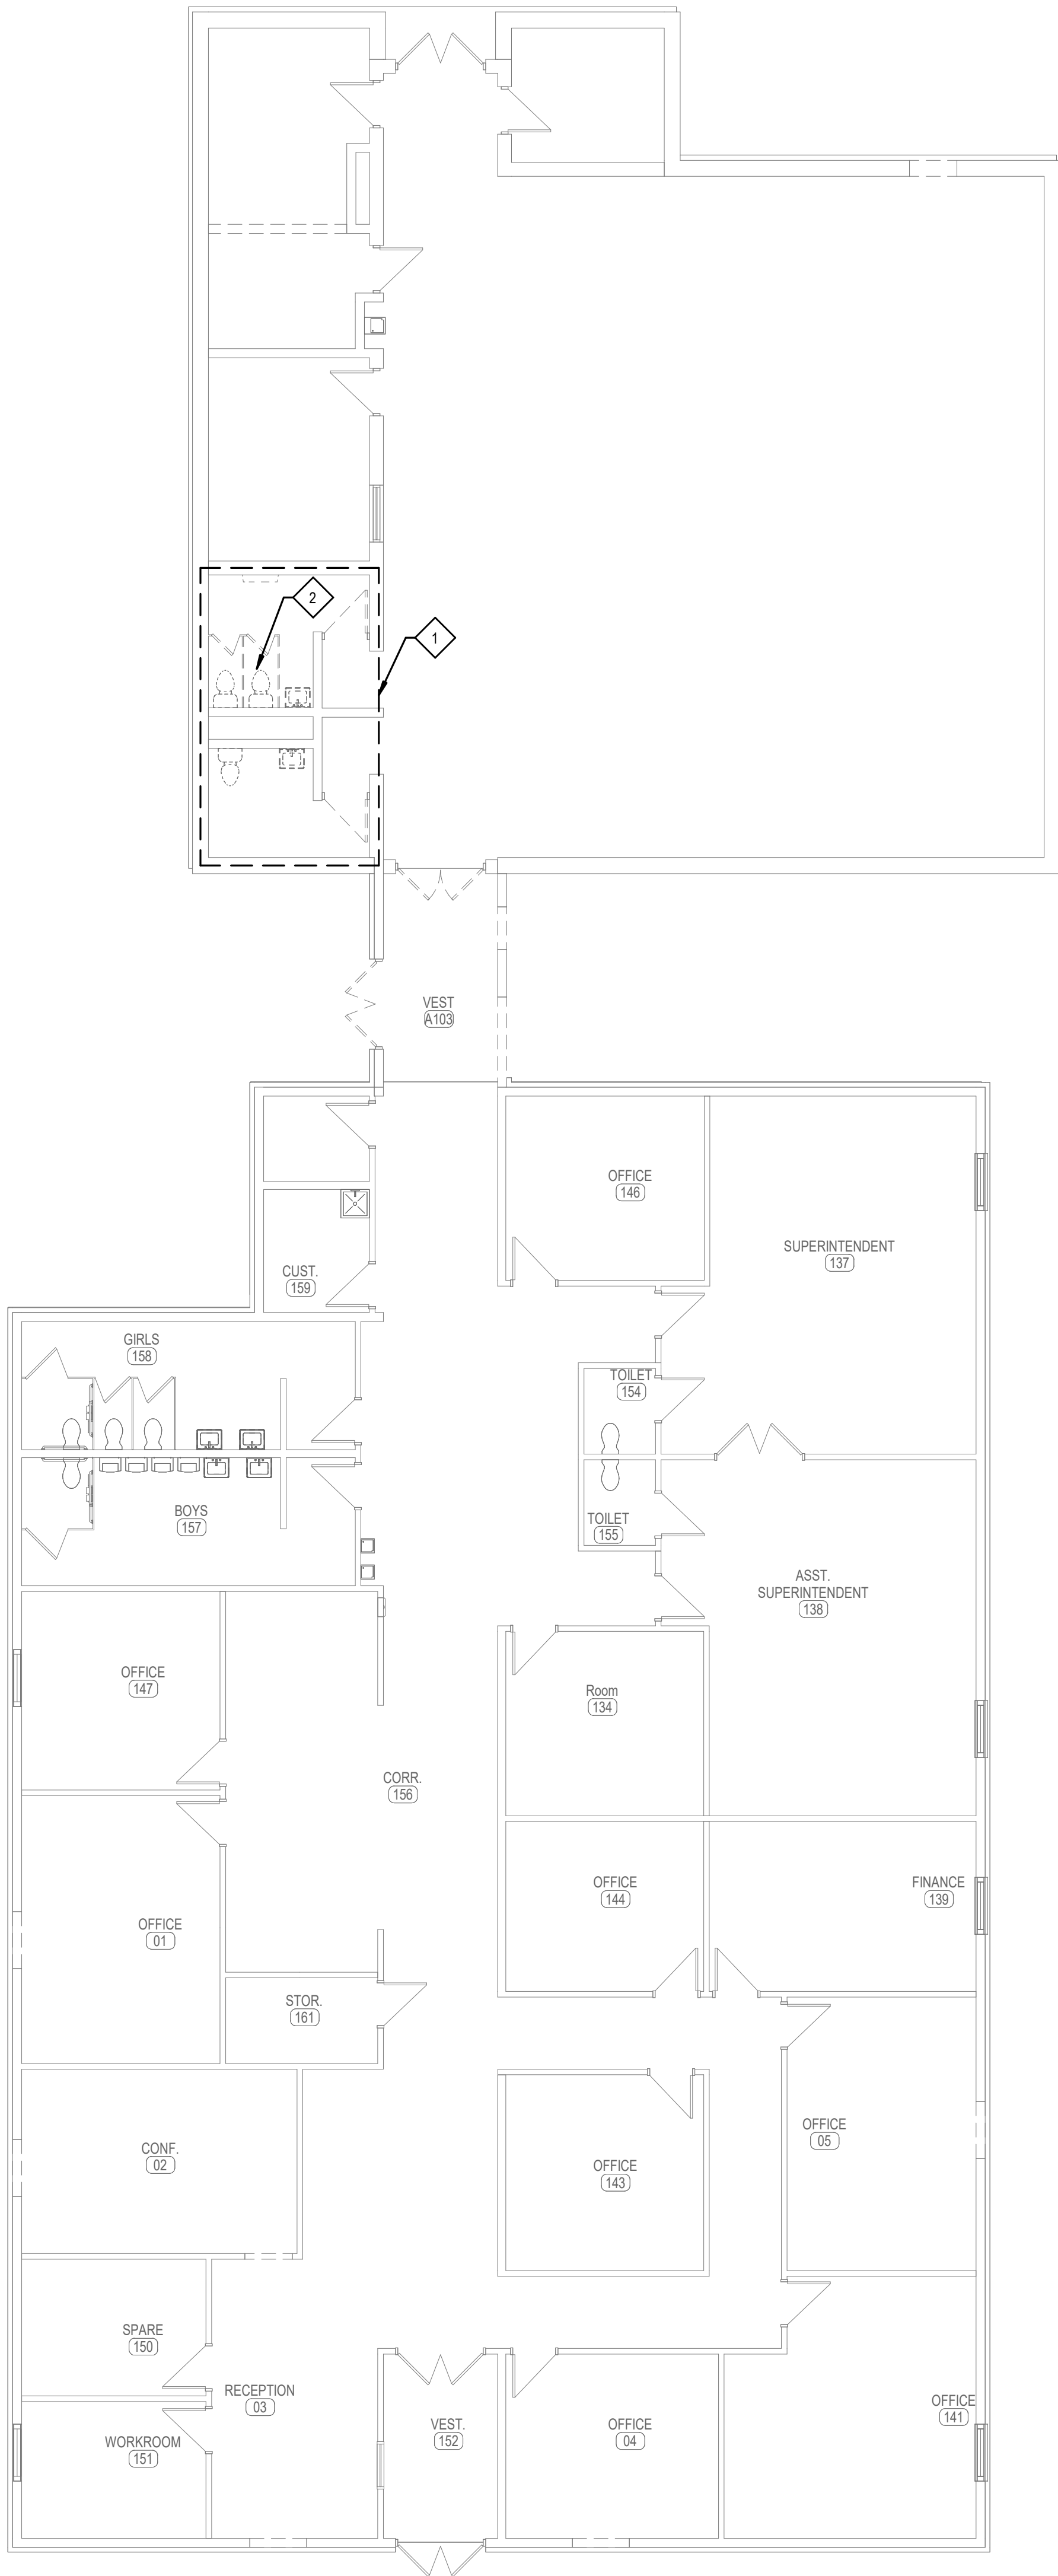 2
1
VEST
A103
OFFICE
146
SUPERINTENDENT
137
CUST.
159
GIRLS
158
TOILET
154
BOYS
157
TOILET
155
ASST.
SUPERINTENDENT
138
OFFICE
147
Room
134
CORR.
156
OFFICE
144
FINANCE
139
OFFICE
01
STOR.
161
OFFICE
05
CONF.
02
OFFICE
143
SPARE
150
RECEPTION
03
OFFICE
141
WORKROOM
151
VEST.
152
OFFICE
04